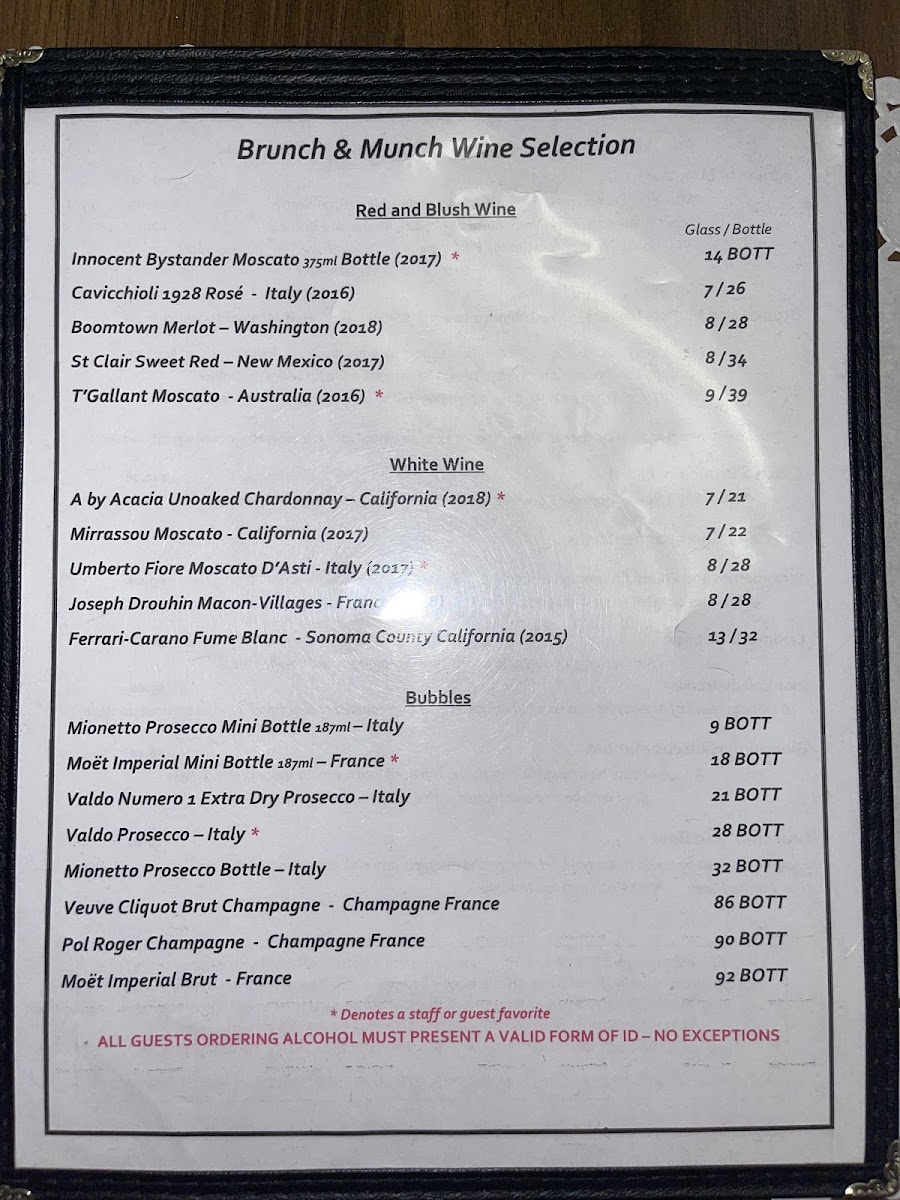 Brunch & Munch Wine Selection
Red and Blush Wine
Glass / Bottle
Innocent Bystander Moscato 375ml Bottle (2017) * 14 BOTT
Cavicchioli 1928 Rosé - Italy (2016) 7 / 26
Boomtown Merlot – Washington (2018) 8 / 28
St Clair Sweet Red – New Mexico (2017) 8 / 34
T'Gallant Moscato - Australia (2016) * 9 / 39
White Wine
A by Acacia Unoaked Chardonnay – California (2018) * 7 / 21
Mirrassou Moscato - California (2017) 7 / 22
Umberto Fiore Moscato D'Asti - Italy (2017) * 8 / 28
Joseph Drouhin Macon-Villages - France 8 / 28
Ferrari-Carano Fume Blanc - Sonoma County California (2015) 13 / 32
Bubbles
Mionetto Prosecco Mini Bottle 187ml – Italy 9 BOTT
Moët Imperial Mini Bottle 187ml – France * 18 BOTT
Valdo Numero 1 Extra Dry Prosecco – Italy 21 BOTT
Valdo Prosecco – Italy * 28 BOTT
Mionetto Prosecco Bottle – Italy 32 BOTT
Veuve Cliquot Brut Champagne - Champagne France 86 BOTT
Pol Roger Champagne - Champagne France 90 BOTT
Moët Imperial Brut - France 92 BOTT
* Denotes a staff or guest favorite
ALL GUESTS ORDERING ALCOHOL MUST PRESENT A VALID FORM OF ID – NO EXCEPTIONS